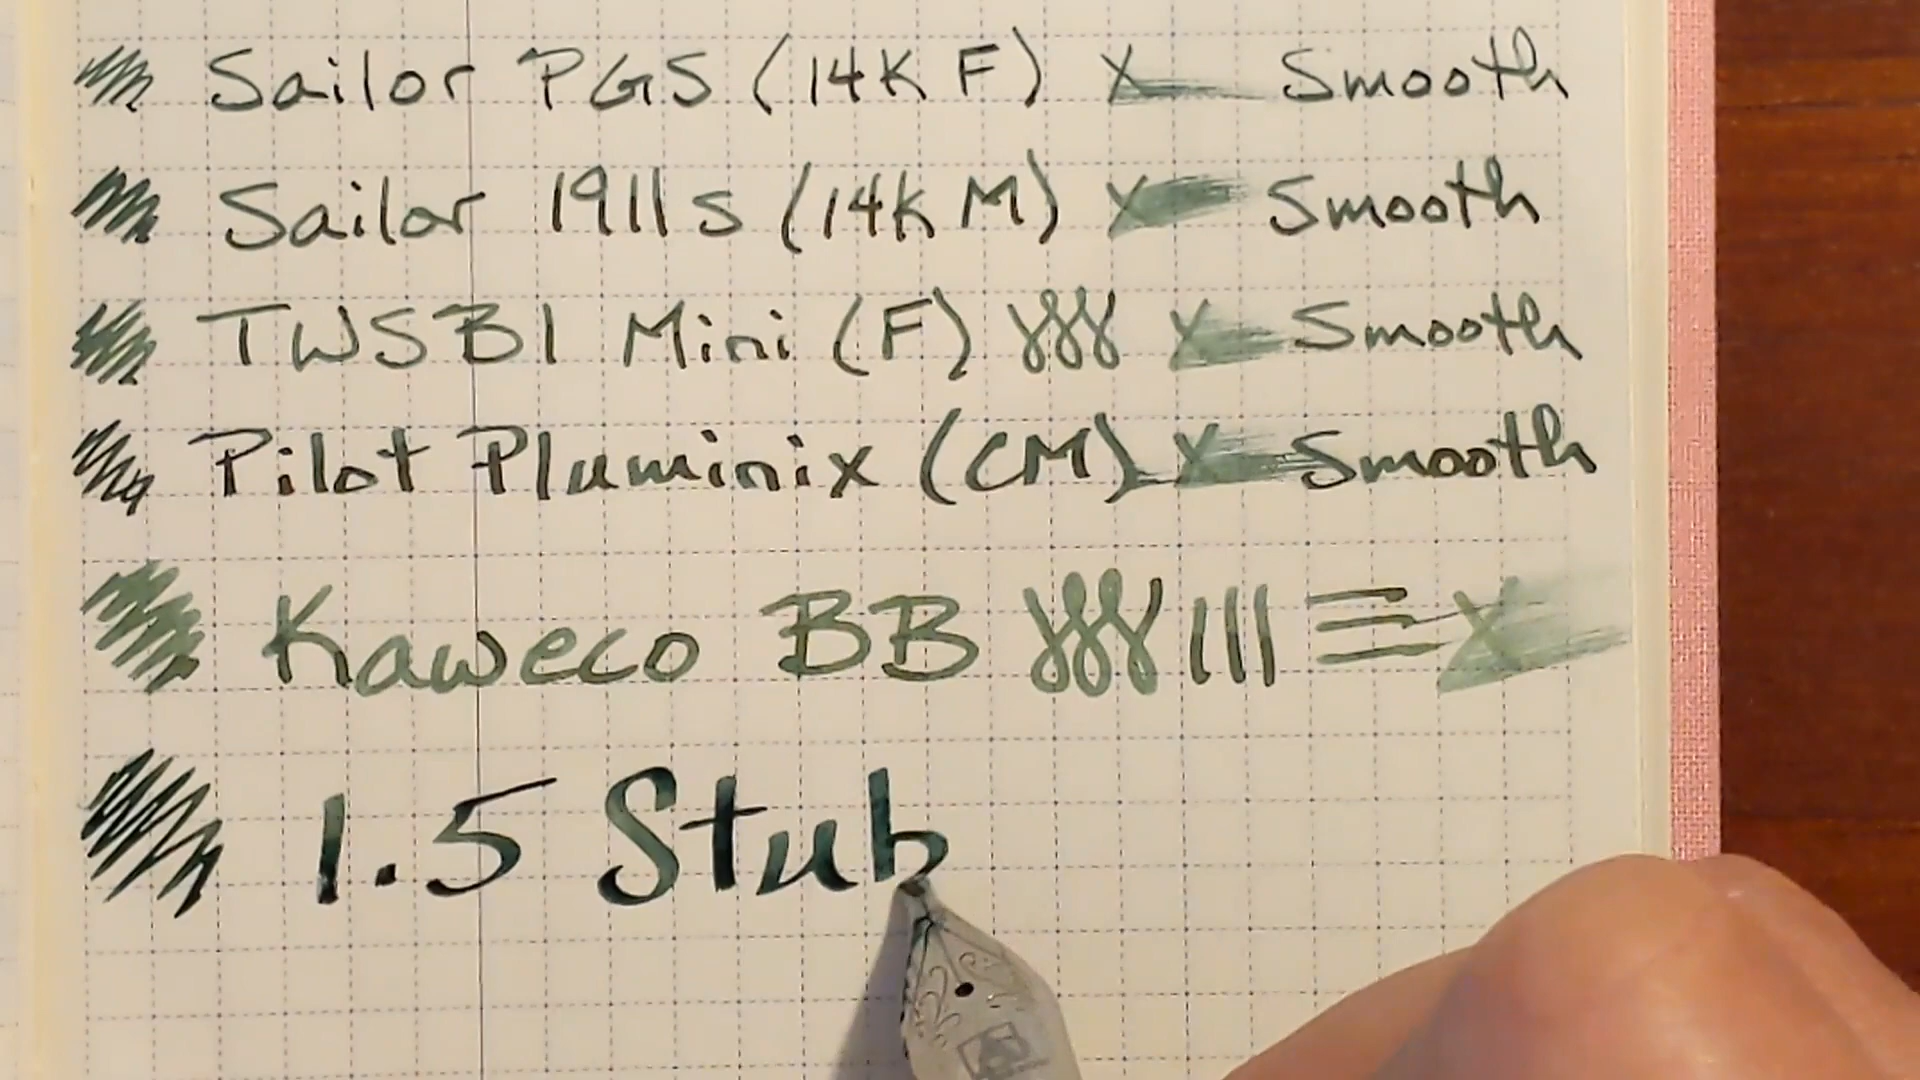 Sailor PGS (14K F) X Smooth
Sailor 1911s (14K M) X Smooth
TWSBI Mini (F) X Smooth
Pilot Pluminix (CM) X Smooth
Kaweco BB X
1.5 Stub